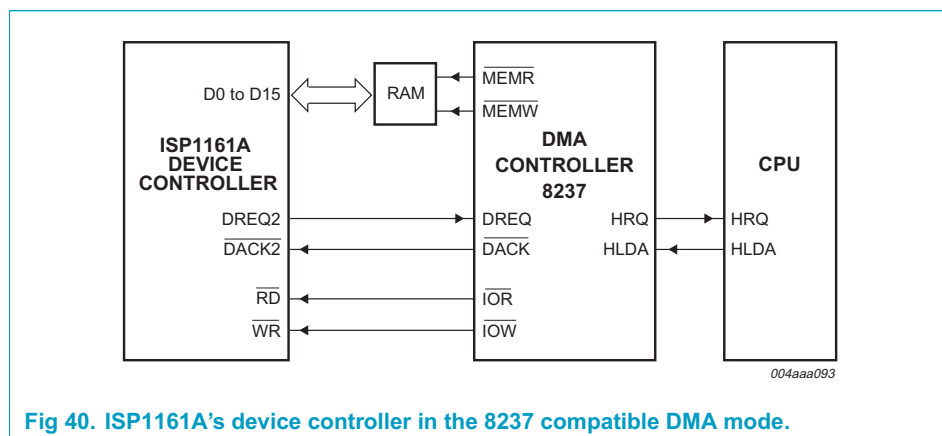 MEMR
D0 to D15
RAM
MEMW
ISP1161A
DEVICE
CONTROLLER
DMA
CONTROLLER
8237
CPU
DREQ2
DREQ
HRQ
HRQ
DACK2
DACK
HLDA
HLDA
RD
IOR
WR
IOW
004aaa093
Fig 40. ISP1161A's device controller in the 8237 compatible DMA mode.